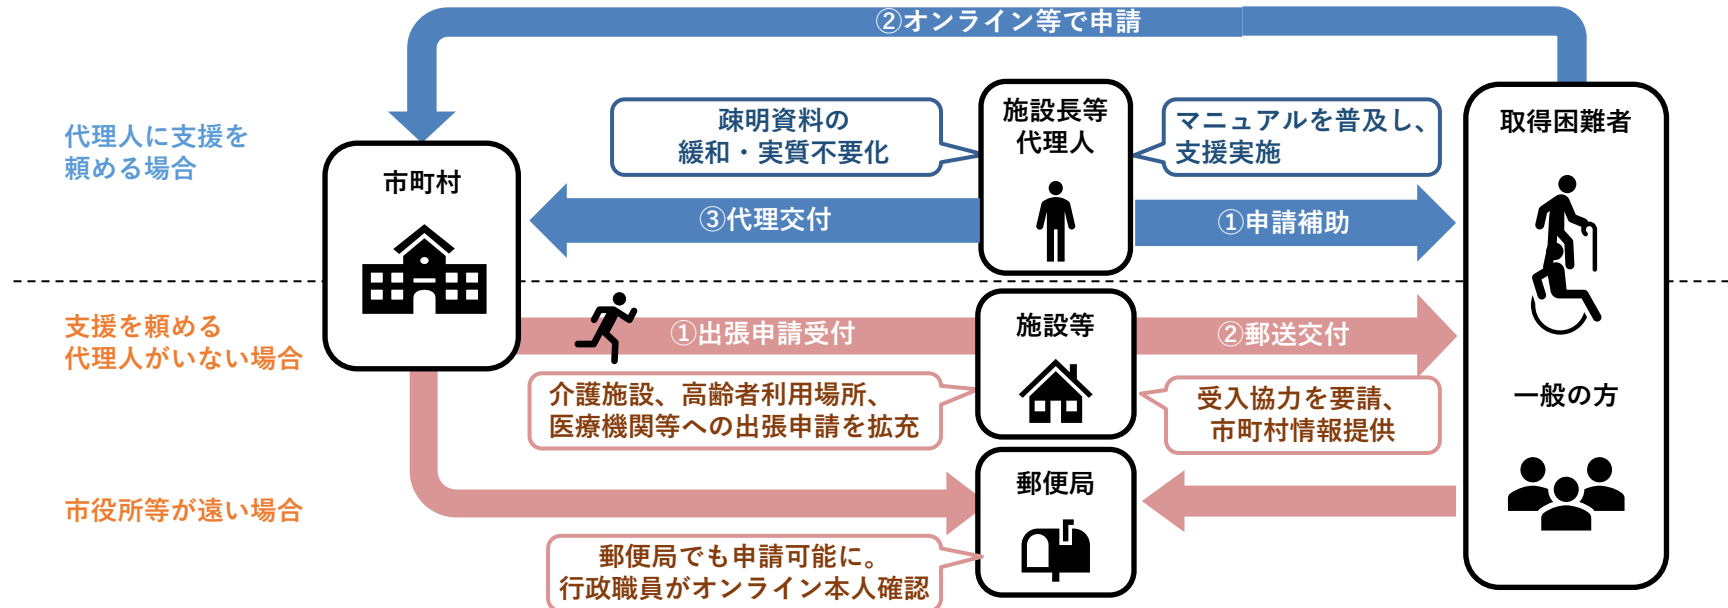 ②オンライン等で申請
代理人に支援を
頼める場合
市町村
疎明資料の
緩和・実質不要化
施設長等
代理人
マニュアルを普及し、
支援実施
取得困難者
③代理交付
①申請補助
支援を頼める
代理人がいない場合
①出張申請受付
施設等
②郵送交付
介護施設、高齢者利用場所、
医療機関等への出張申請を拡充
受入協力を要請、
市町村情報提供
一般の方
市役所等が遠い場合
郵便局
郵便局でも申請可能に。
行政職員がオンライン本人確認